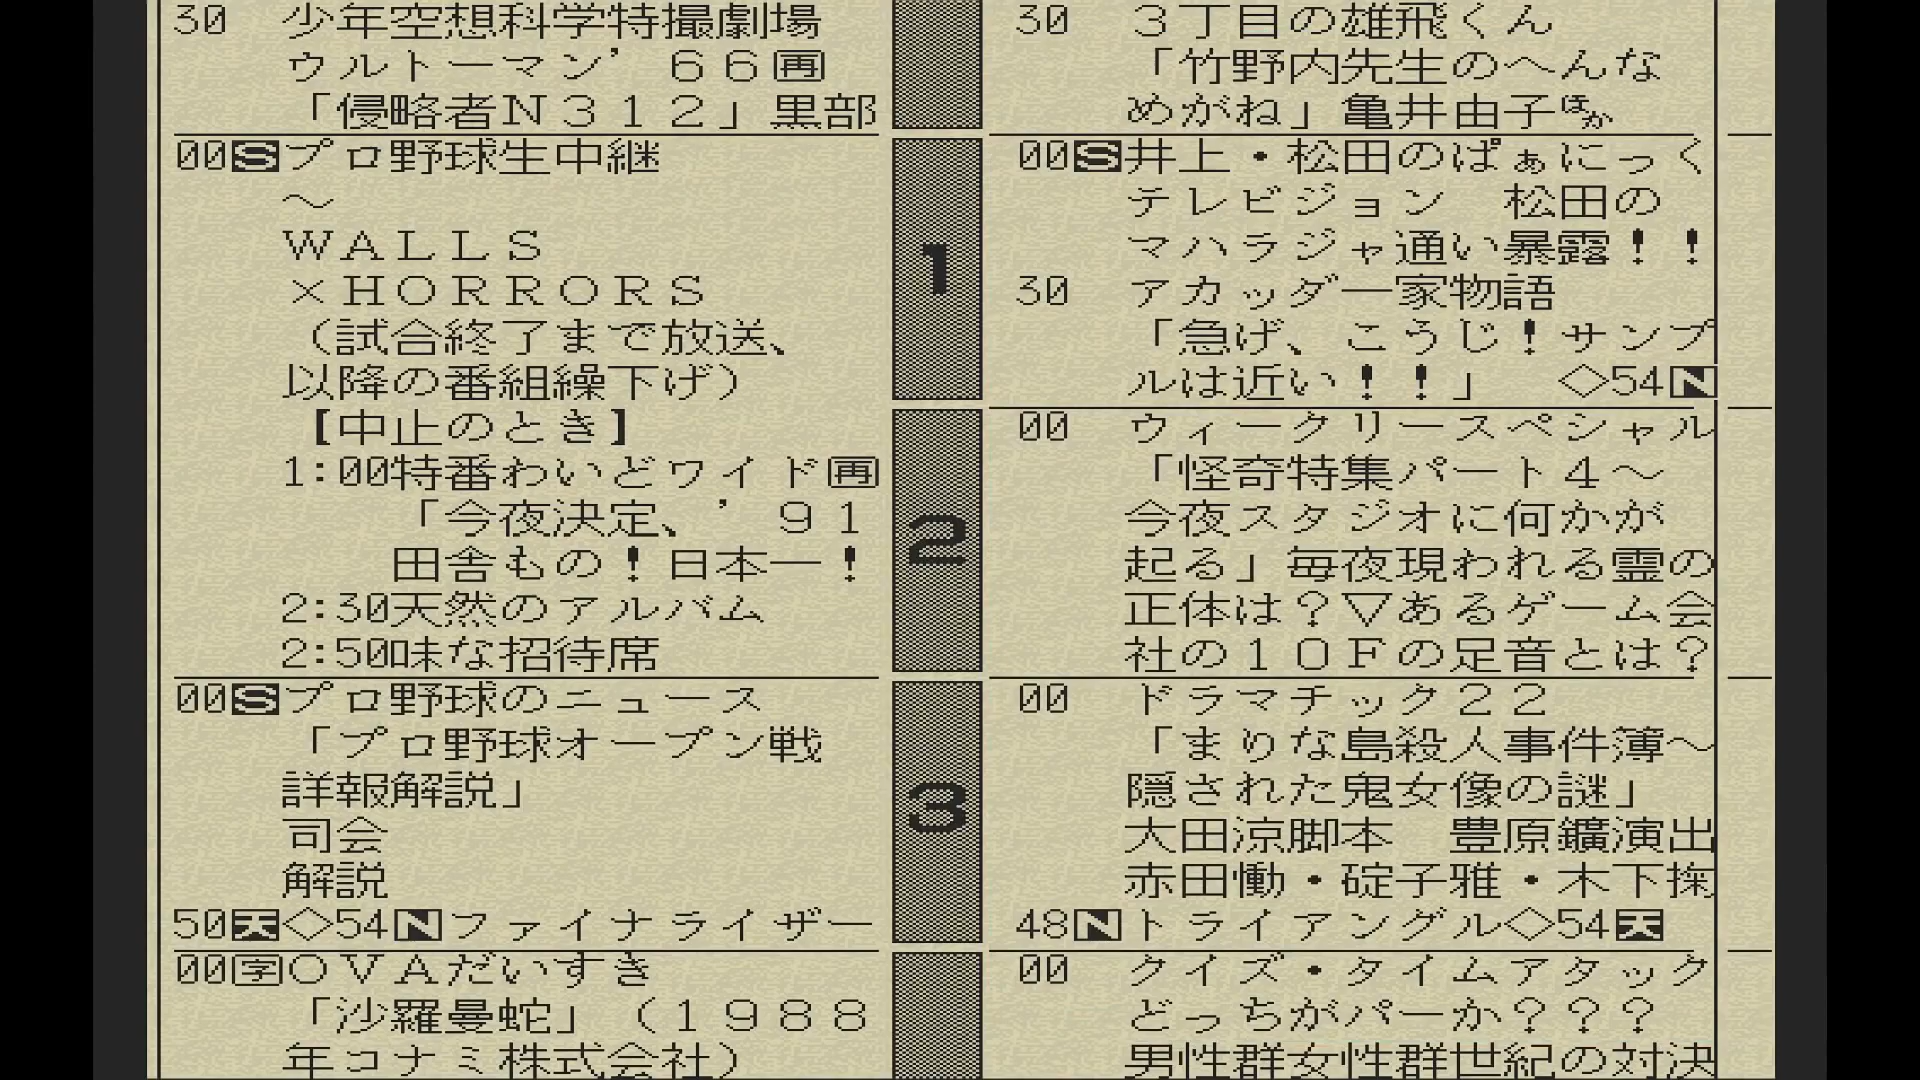 30 少年空想科学特撮劇場
ウルトーマン’６６再
「侵略者Ｎ３１２」黒部
00Sプロ野球生中継
～
ＷＡＬＬＳ
×ＨＯＲＲＯＲＳ
（試合終了まで放送、
以降の番組繰下げ）
【中止のとき】
1:00特番わいどワイド再
「今夜決定、’９１
田舎もの！日本一！
2:30天然のアルバム
2:50味な招待席
00Sプロ野球のニュース
「プロ野球オープン戦
詳報解説」
司会
解説
50天◇54Nファイナライザー
00字ＯＶＡだいすき
「沙羅曼蛇」（１９８８
年コナミ株式会社）
1
2
3
30 ３丁目の雄飛くん
「竹野内先生のへんな
めがね」亀井由子ほか
00S井上・松田のぱぁにっく
テレビジョン　松田の
マハラジャ通い暴露！！
30 アカッダ一家物語
「急げ、こうじ！サンプ
ルは近い！！」　◇54N
00 ウィークリースペシャル
「怪奇特集パート４～
今夜スタジオに何かが
起る」毎夜現われる霊の
正体は？▽あるゲーム会
社の１０Ｆの足音とは？
00 ドラマチック２２
「まりな島殺人事件簿～
隠された鬼女像の謎」
大田涼脚本　豊原鑛演出
赤田慟・碇子雅・木下掬
48Nトライアングル◇54天
00 クイズ・タイムアタック
どっちがパーか？？？
男性群女性群世紀の対決